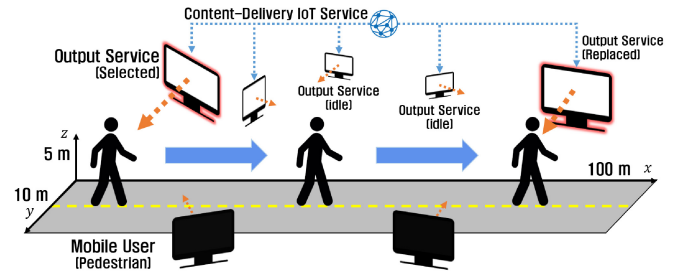 Content-Delivery IoT Service
Output Service
(Selected)
Output Service
(Replaced)
Output Service
(idle)
Output Service
(idle)
z
5 m
10 m
y
100 m
x
Mobile User
(Pedestrian)